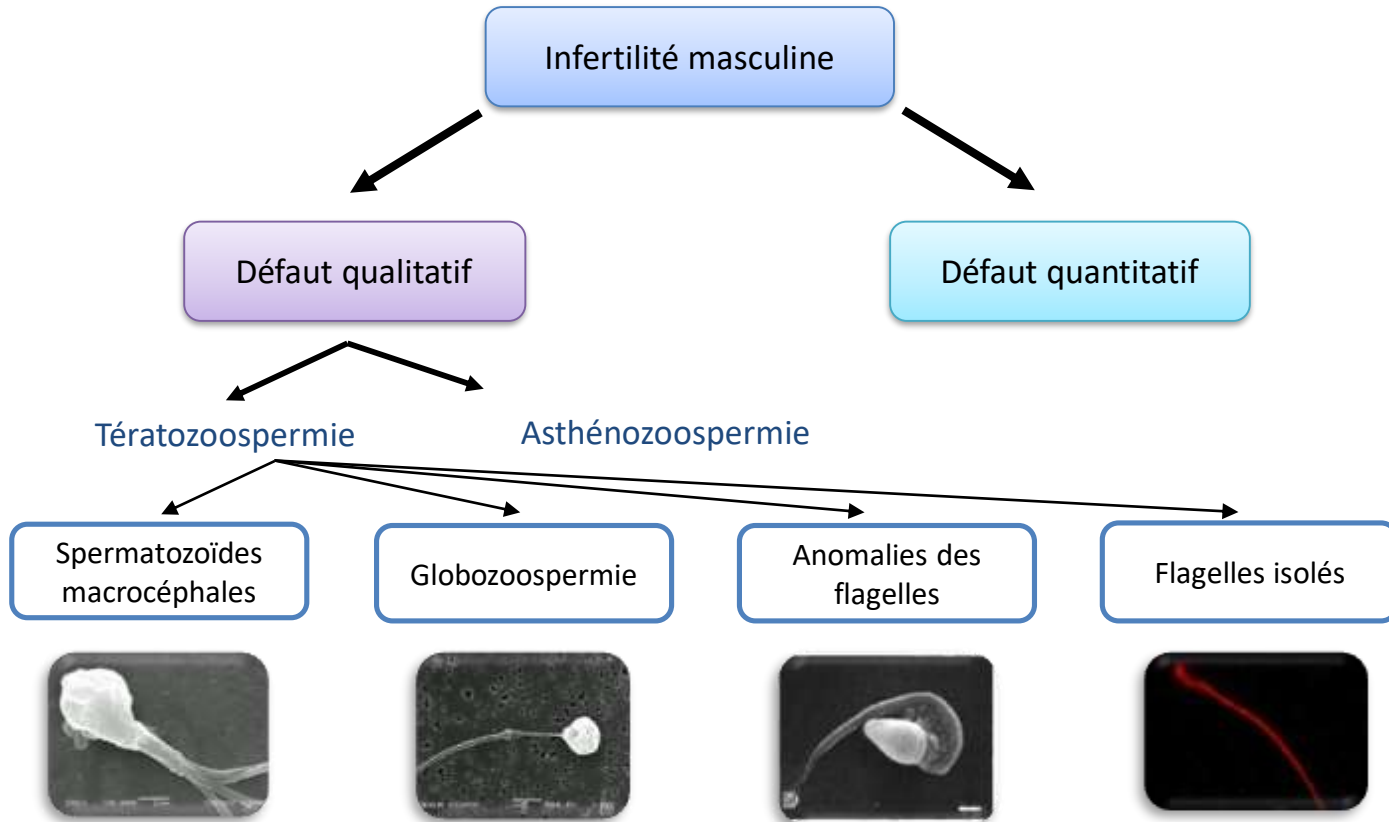 Infertilité masculine
Défaut qualitatif
Défaut quantitatif
Tératozoospermie
Asthénozoospermie
Spermatozoïdes
macrocéphales
Globozoospermie
Anomalies des
flagelles
Flagelles isolés